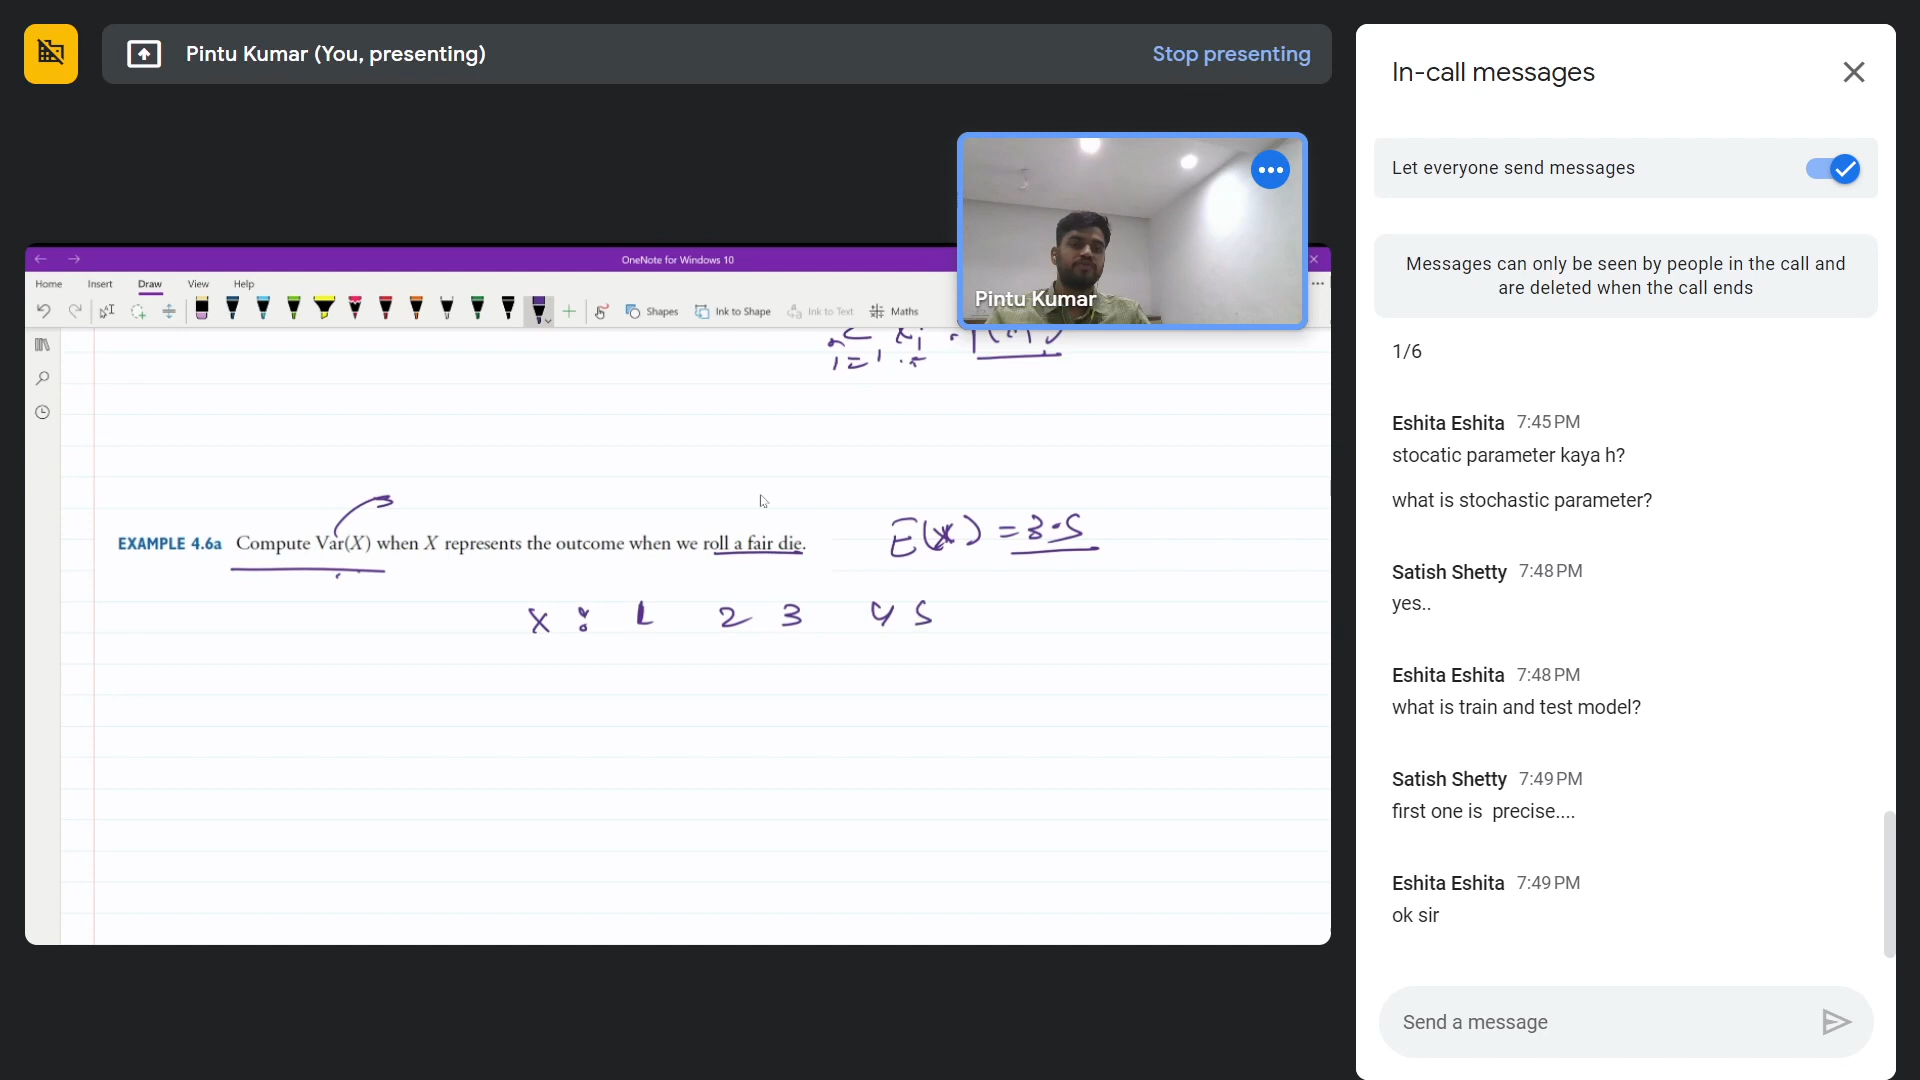 Pintu Kumar (You, presenting)
Stop presenting
OneNote for Windows 10
Home Insert Draw View Help
Shapes Ink to Shape Ink to Text Maths
Pintu Kumar
i=1
EXAMPLE 4.6a Compute Var(X) when X represents the outcome when we roll a fair die.
E(X) = 3.5
X : 1 2 3 4 5
In-call messages
Let everyone send messages
Messages can only be seen by people in the call and
are deleted when the call ends
1/6
Eshita Eshita 7:45 PM
stocatic parameter kaya h?
what is stochastic parameter?
Satish Shetty 7:48 PM
yes..
Eshita Eshita 7:48 PM
what is train and test model?
Satish Shetty 7:49 PM
first one is precise....
Eshita Eshita 7:49 PM
ok sir
Send a message